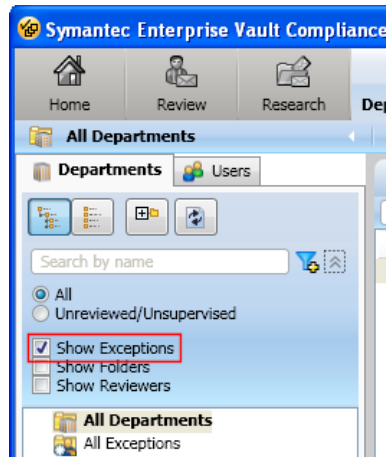 Symantec Enterprise Vault Compliance
Home Review Research Dep
All Departments
Departments Users
Search by name
All
Unreviewed/Unsupervised
Show Exceptions
Show Folders
Show Reviewers
All Departments
All Exceptions